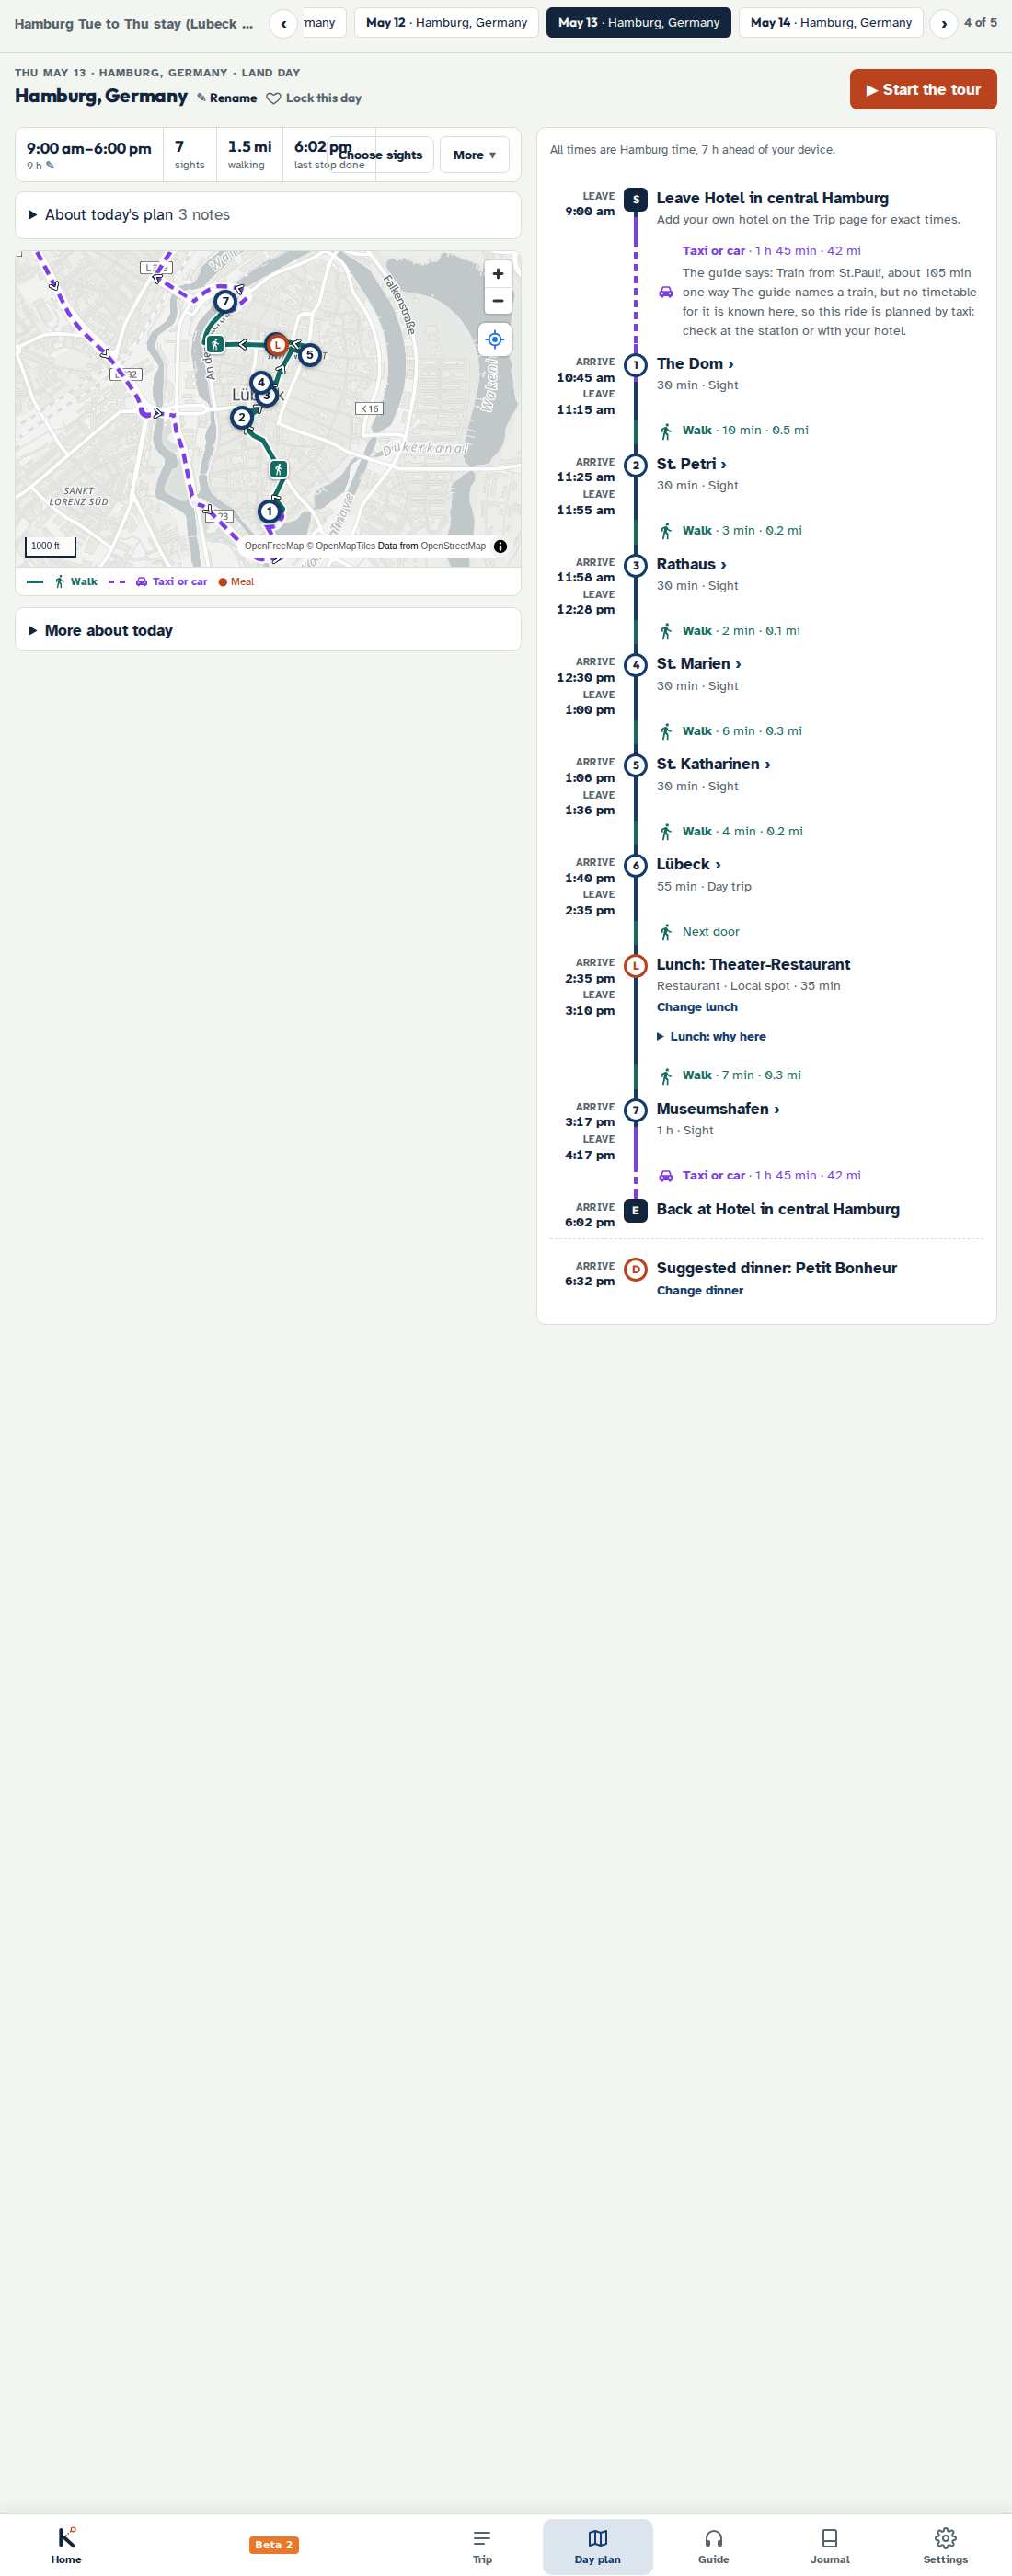 Hamburg Tue to Thu stay (Lubeck ...
‹
many
May 12 · Hamburg, Germany
May 13 · Hamburg, Germany
May 14 · Hamburg, Germany
›
4 of 5
THU MAY 13 · HAMBURG, GERMANY · LAND DAY
Hamburg, Germany ✎ Rename Lock this day
▶ Start the tour
9:00 am–6:00 pm
9 h ✎
7
sights
1.5 mi
walking
6:02 pm
last stop done
Choose sights
More ▾
▶ About today's plan 3 notes
Falkenstraße
An der
K 16
Dükerkanal
SANKT
LORENZ SÜD
7
L
5
4
3
2
1
+
−
1000 ft
OpenFreeMap © OpenMapTiles Data from OpenStreetMap
Walk
Taxi or car
Meal
▶ More about today
All times are Hamburg time, 7 h ahead of your device.
LEAVE
9:00 am
S
Leave Hotel in central Hamburg
Add your own hotel on the Trip page for exact times.
Taxi or car · 1 h 45 min · 42 mi
The guide says: Train from St.Pauli, about 105 min
one way The guide names a train, but no timetable
for it is known here, so this ride is planned by taxi:
check at the station or with your hotel.
ARRIVE
10:45 am
LEAVE
11:15 am
1
The Dom ›
30 min · Sight
Walk · 10 min · 0.5 mi
ARRIVE
11:25 am
LEAVE
11:55 am
2
St. Petri ›
30 min · Sight
Walk · 3 min · 0.2 mi
ARRIVE
11:58 am
LEAVE
12:28 pm
3
Rathaus ›
30 min · Sight
Walk · 2 min · 0.1 mi
ARRIVE
12:30 pm
LEAVE
1:00 pm
4
St. Marien ›
30 min · Sight
Walk · 6 min · 0.3 mi
ARRIVE
1:06 pm
LEAVE
1:36 pm
5
St. Katharinen ›
30 min · Sight
Walk · 4 min · 0.2 mi
ARRIVE
1:40 pm
LEAVE
2:35 pm
6
Lübeck ›
55 min · Day trip
Next door
ARRIVE
2:35 pm
LEAVE
3:10 pm
L
Lunch: Theater-Restaurant
Restaurant · Local spot · 35 min
Change lunch
▶ Lunch: why here
Walk · 7 min · 0.3 mi
ARRIVE
3:17 pm
LEAVE
4:17 pm
7
Museumshafen ›
1 h · Sight
Taxi or car · 1 h 45 min · 42 mi
ARRIVE
6:02 pm
E
Back at Hotel in central Hamburg
ARRIVE
6:32 pm
D
Suggested dinner: Petit Bonheur
Change dinner
Home
Beta 2
Trip
Day plan
Guide
Journal
Settings